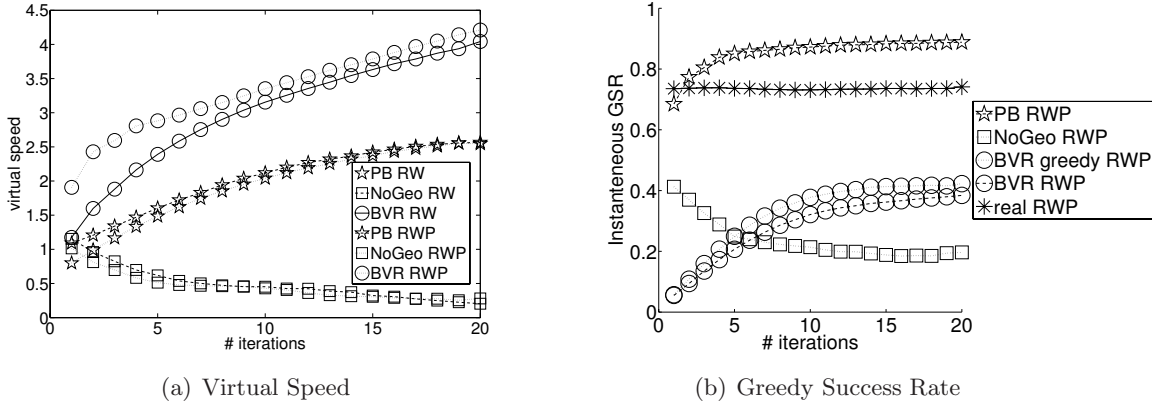 4.5
4
3.5
3
2.5
2
1.5
1
0.5
0
virtual speed
0 5 10 15 20
# iterations
PB RW
NoGeo RW
BVR RW
PB RWP
NoGeo RWP
BVR RWP
(a) Virtual Speed
1
0.8
0.6
0.4
0.2
0
Instanteneous GSR
0 5 10 15 20
# iterations
PB RWP
NoGeo RWP
BVR greedy RWP
BVR RWP
real RWP
(b) Greedy Success Rate